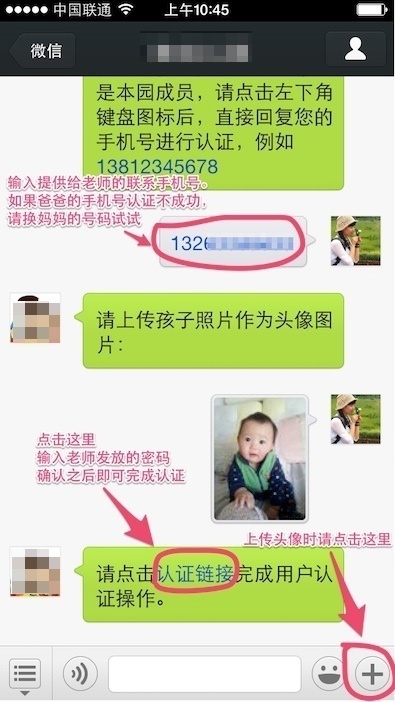 中国联通
上午10:45
微信
是本园成员，请点击左下角
键盘图标后，直接回复您的
手机号进行认证，例如
13812345678
输入提供给老师的联系手机号，
如果爸爸的手机号认证不成功，
请换妈妈的号码试试
132
请上传孩子照片作为头像图
片：
点击这里
输入老师发放的密码
确认之后即可完成认证
上传头像时请点击这里
请点击认证链接完成用户认
证操作。